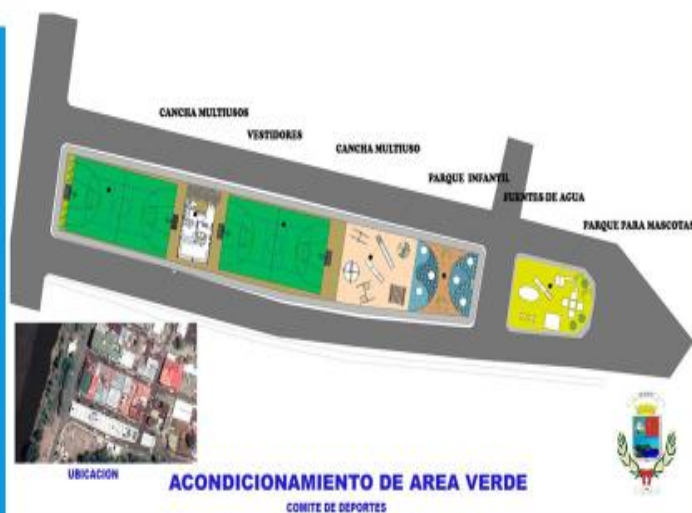 CANCHA MULTIUSOS
VESTIDORES
CANCHA MULTIUSO
PARQUE INFANTIL
FUENTES DE AGUA
PARQUE PARA MASCOTAS
UBICACION
ACONDICIONAMIENTO DE AREA VERDE
COMITE DE DEPORTES